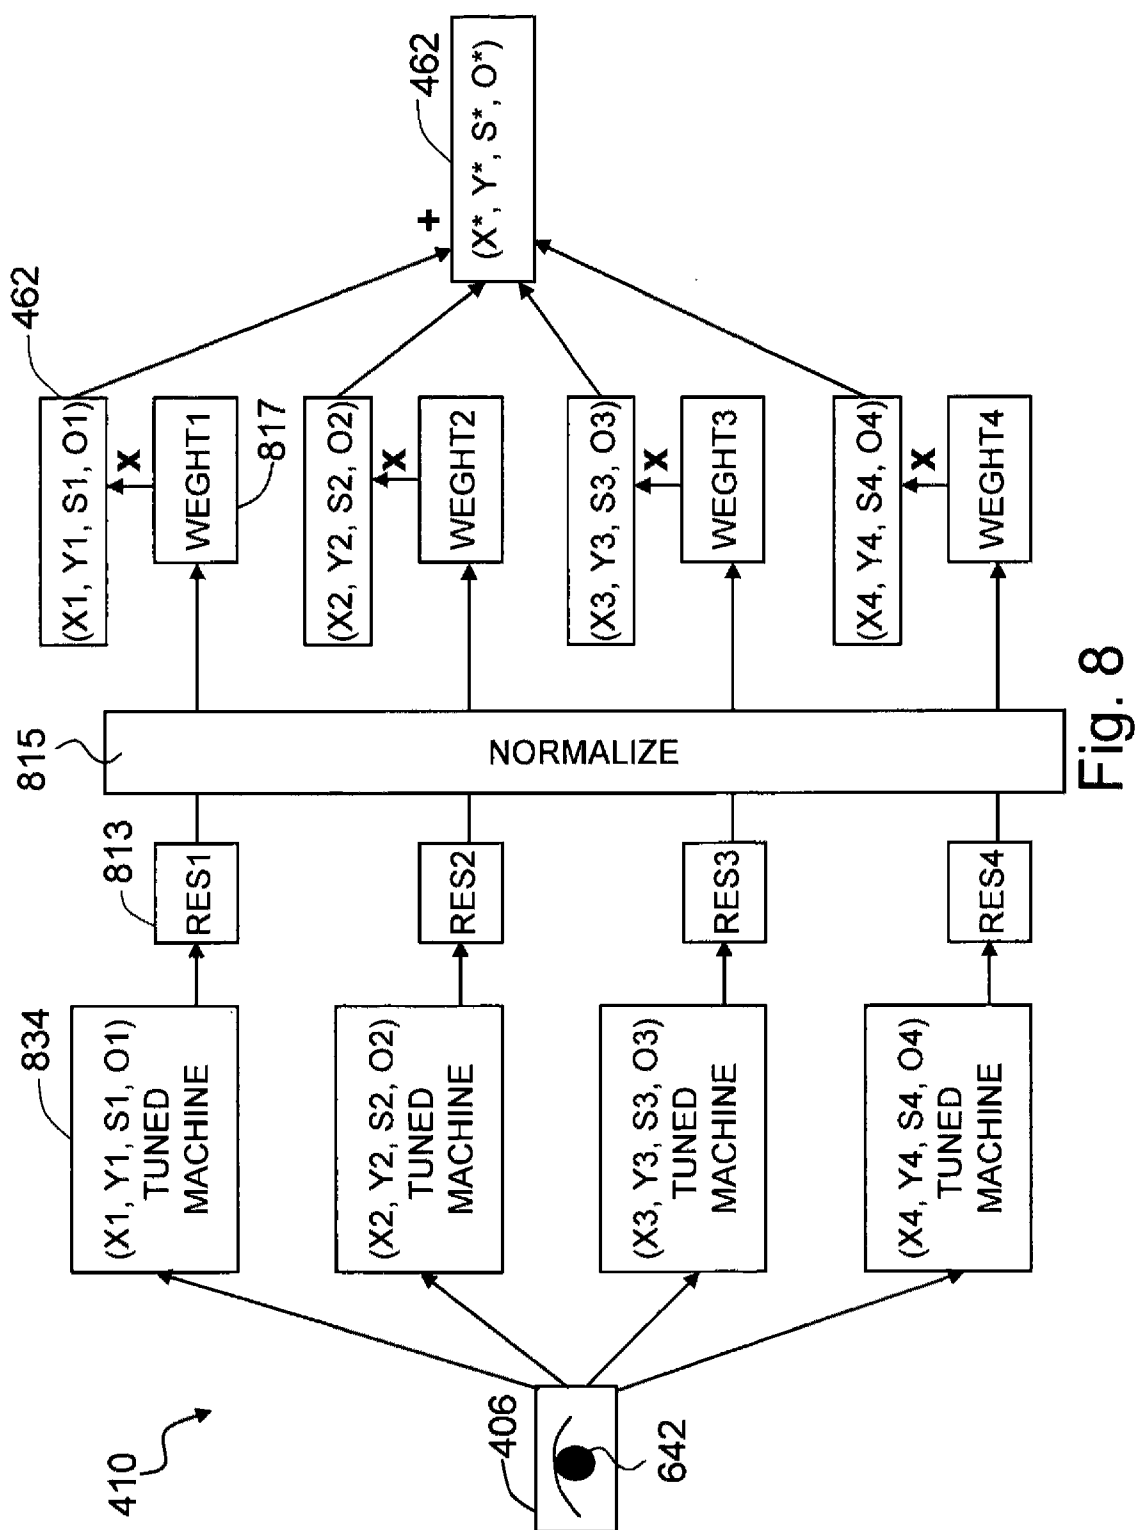 410
406
642
834
(X1, Y1, S1, O1)
TUNED
MACHINE
(X2, Y2, S2, O2)
TUNED
MACHINE
(X3, Y3, S3, O3)
TUNED
MACHINE
(X4, Y4, S4, O4)
TUNED
MACHINE
813
RES1
RES2
RES3
RES4
815
NORMALIZE
462
(X1, Y1, S1, O1)
X
WEGHT1
817
(X2, Y2, S2, O2)
X
WEGHT2
(X3, Y3, S3, O3)
X
WEGHT3
(X4, Y4, S4, O4)
X
WEGHT4
462
+
(X*, Y*, S*, O*)
Fig. 8